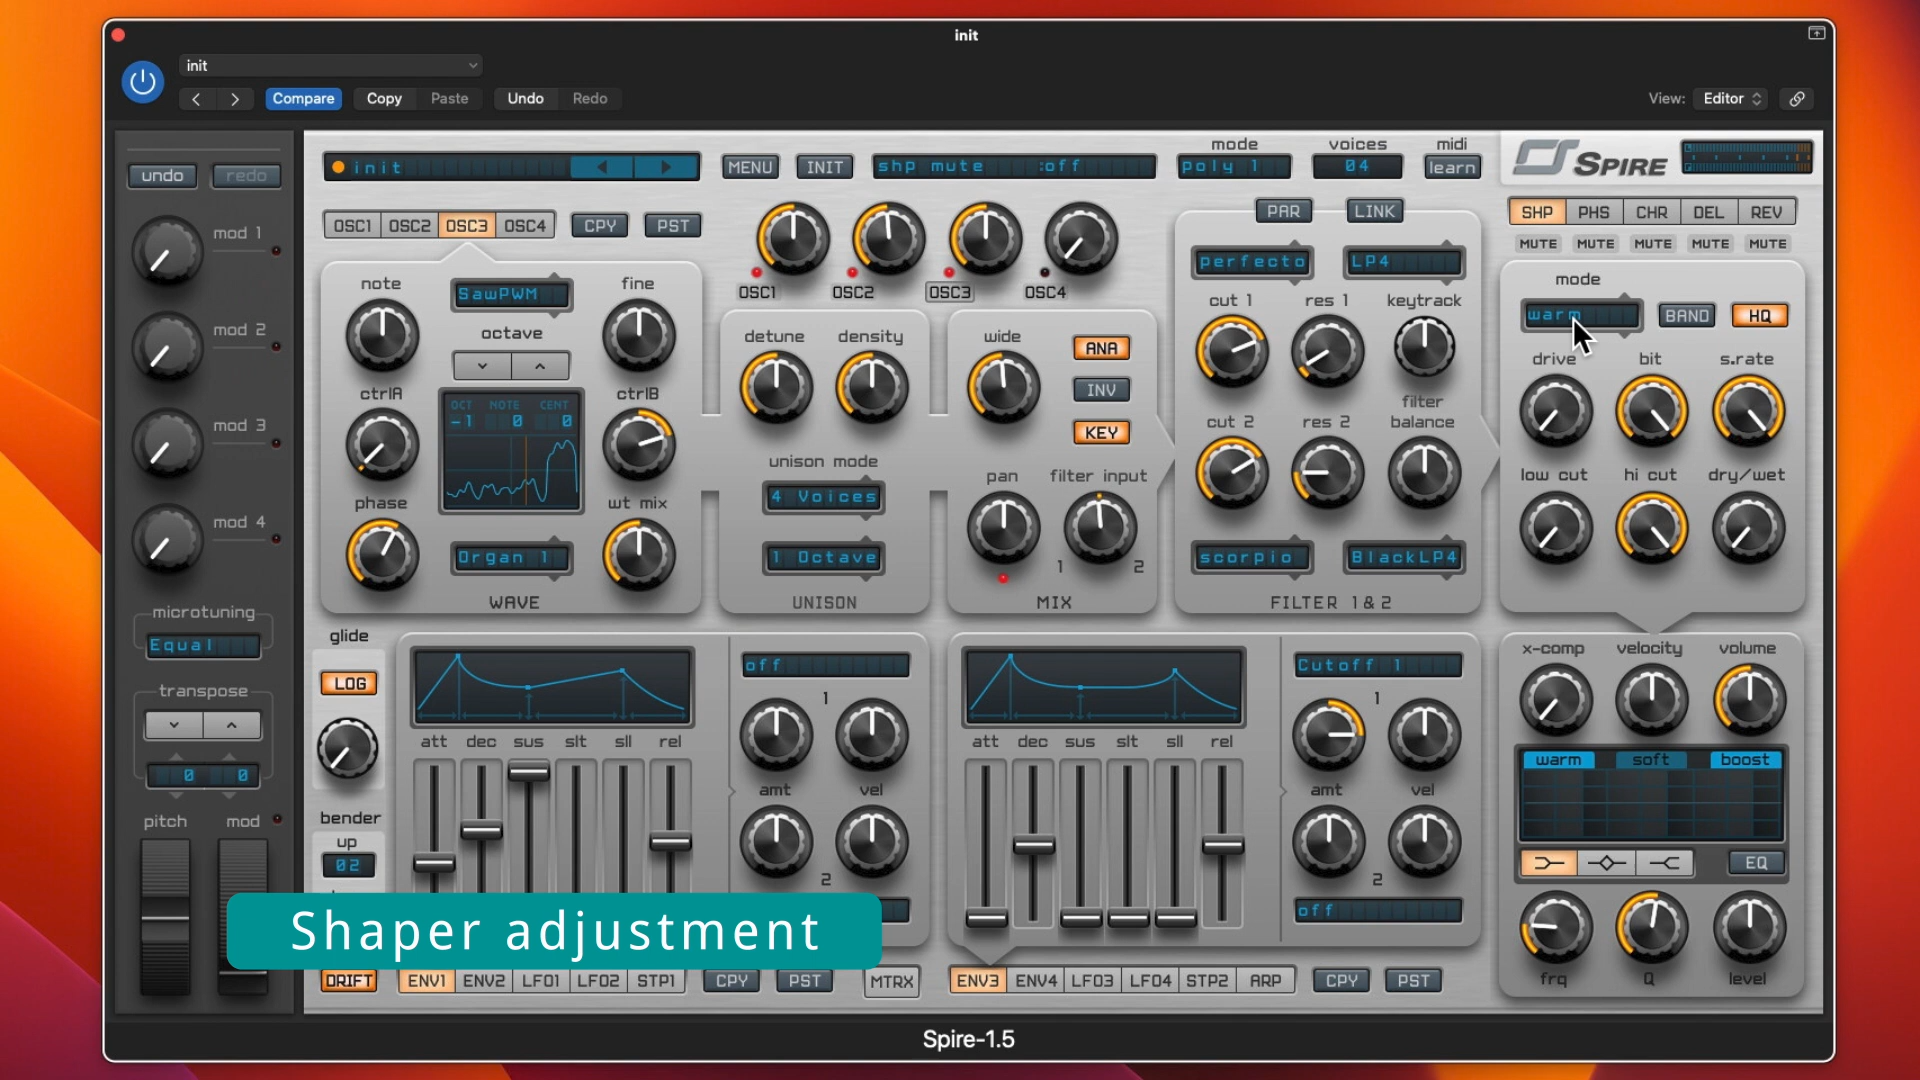 init
init
Compare Copy Paste Undo Redo
View: Editor
undo redo
init
MENU INIT
shp mute :off
mode
poly 1
voices
04
midi
learn
SPIRE
mod 1
mod 2
mod 3
mod 4
microtuning
Equal
transpose
0 0
pitch mod
OSC1 OSC2 OSC3 OSC4 CPY PST
note SawPWM fine
octave
ctrlA ctrlB
OCT NOTE CENT
-1 0 0
phase wt mix
Organ 1
WAVE
OSC1 OSC2 OSC3 OSC4
detune density
unison mode
4 Voices
1 Octave
UNISON
wide
ANA
INV
KEY
pan filter input
1 2
MIX
PAR LINK
perfecto LP4
cut 1 res 1 keytrack
cut 2 res 2 filter balance
scorpio BlackLP4
FILTER 1&2
SHP PHS CHR DEL REV
MUTE MUTE MUTE MUTE MUTE
mode
warm BAND HQ
drive bit s.rate
low cut hi cut dry/wet
glide
LOG
bender
up
02
DRIFT
att dec sus slt sll rel
off
1
amt vel
2
ENV1 ENV2 LFO1 LFO2 STP1 CPY PST MTRX
att dec sus slt sll rel
Cutoff 1
1
amt vel
2
off
ENV3 ENV4 LFO3 LFO4 STP2 ARP CPY PST
x-comp velocity volume
warm soft boost
EQ
frq Q level
Shaper adjustment
Spire-1.5